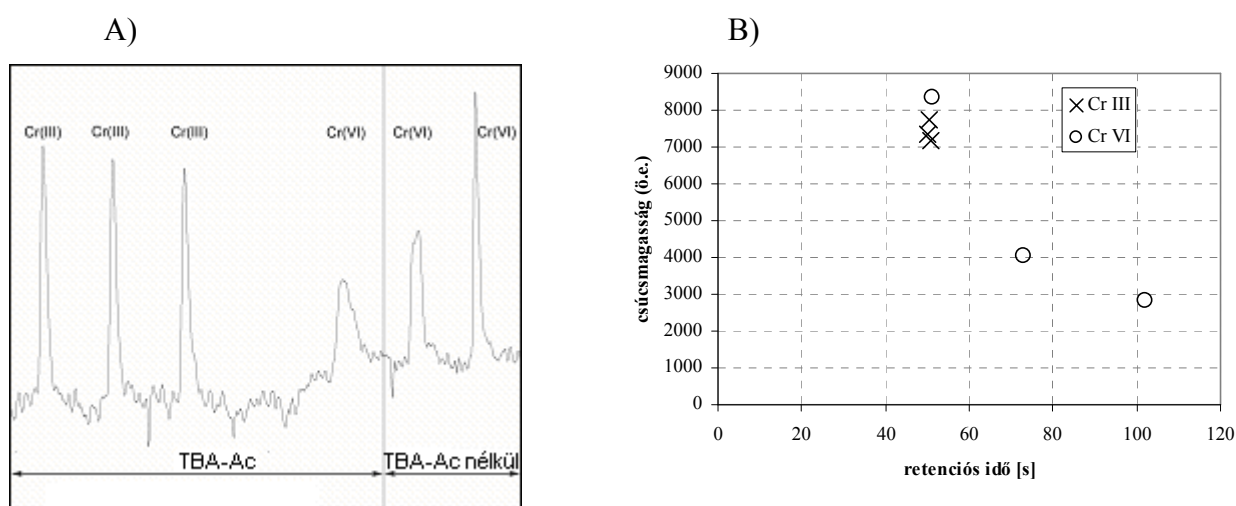 A)
Cr(III) Cr(III) Cr(III) Cr(VI) Cr(VI) Cr(VI)
TBA-Ac TBA-Ac nélkül
B)
9000
8000
7000
6000
5000
4000
3000
2000
1000
0
csúcsmagasság (ö.e.)
Cr III
Cr VI
0 20 40 60 80 100 120
retenciós idő [s]